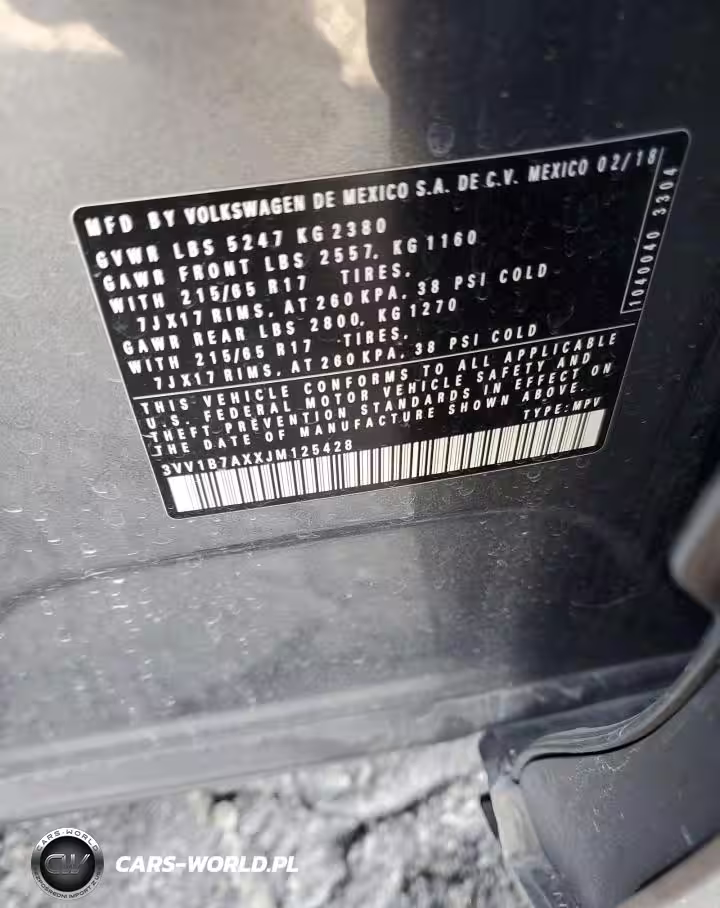 MFD BY VOLKSWAGEN DE MEXICO S.A. DE C.V. MEXICO 02/18
GVWR LBS 5247 KG 2380
GAWR FRONT LBS 2557, KG 1160
WITH 215/65 R17 TIRES,
7JX17 RIMS, AT 260 KPA, 38 PSI COLD
GAWR REAR LBS 2800, KG 1270
WITH 215/65 R17 TIRES,
7JX17 RIMS, AT 260 KPA, 38 PSI COLD
1040040 3304
THIS VEHICLE CONFORMS TO ALL APPLICABLE
U.S. FEDERAL MOTOR VEHICLE SAFETY AND
THEFT PREVENTION STANDARDS IN EFFECT ON
THE DATE OF MANUFACTURE SHOWN ABOVE.
3VV1B7AXXJM125428 TYPE: MPV
CARS-WORLD
CW
CARS-WORLD.PL